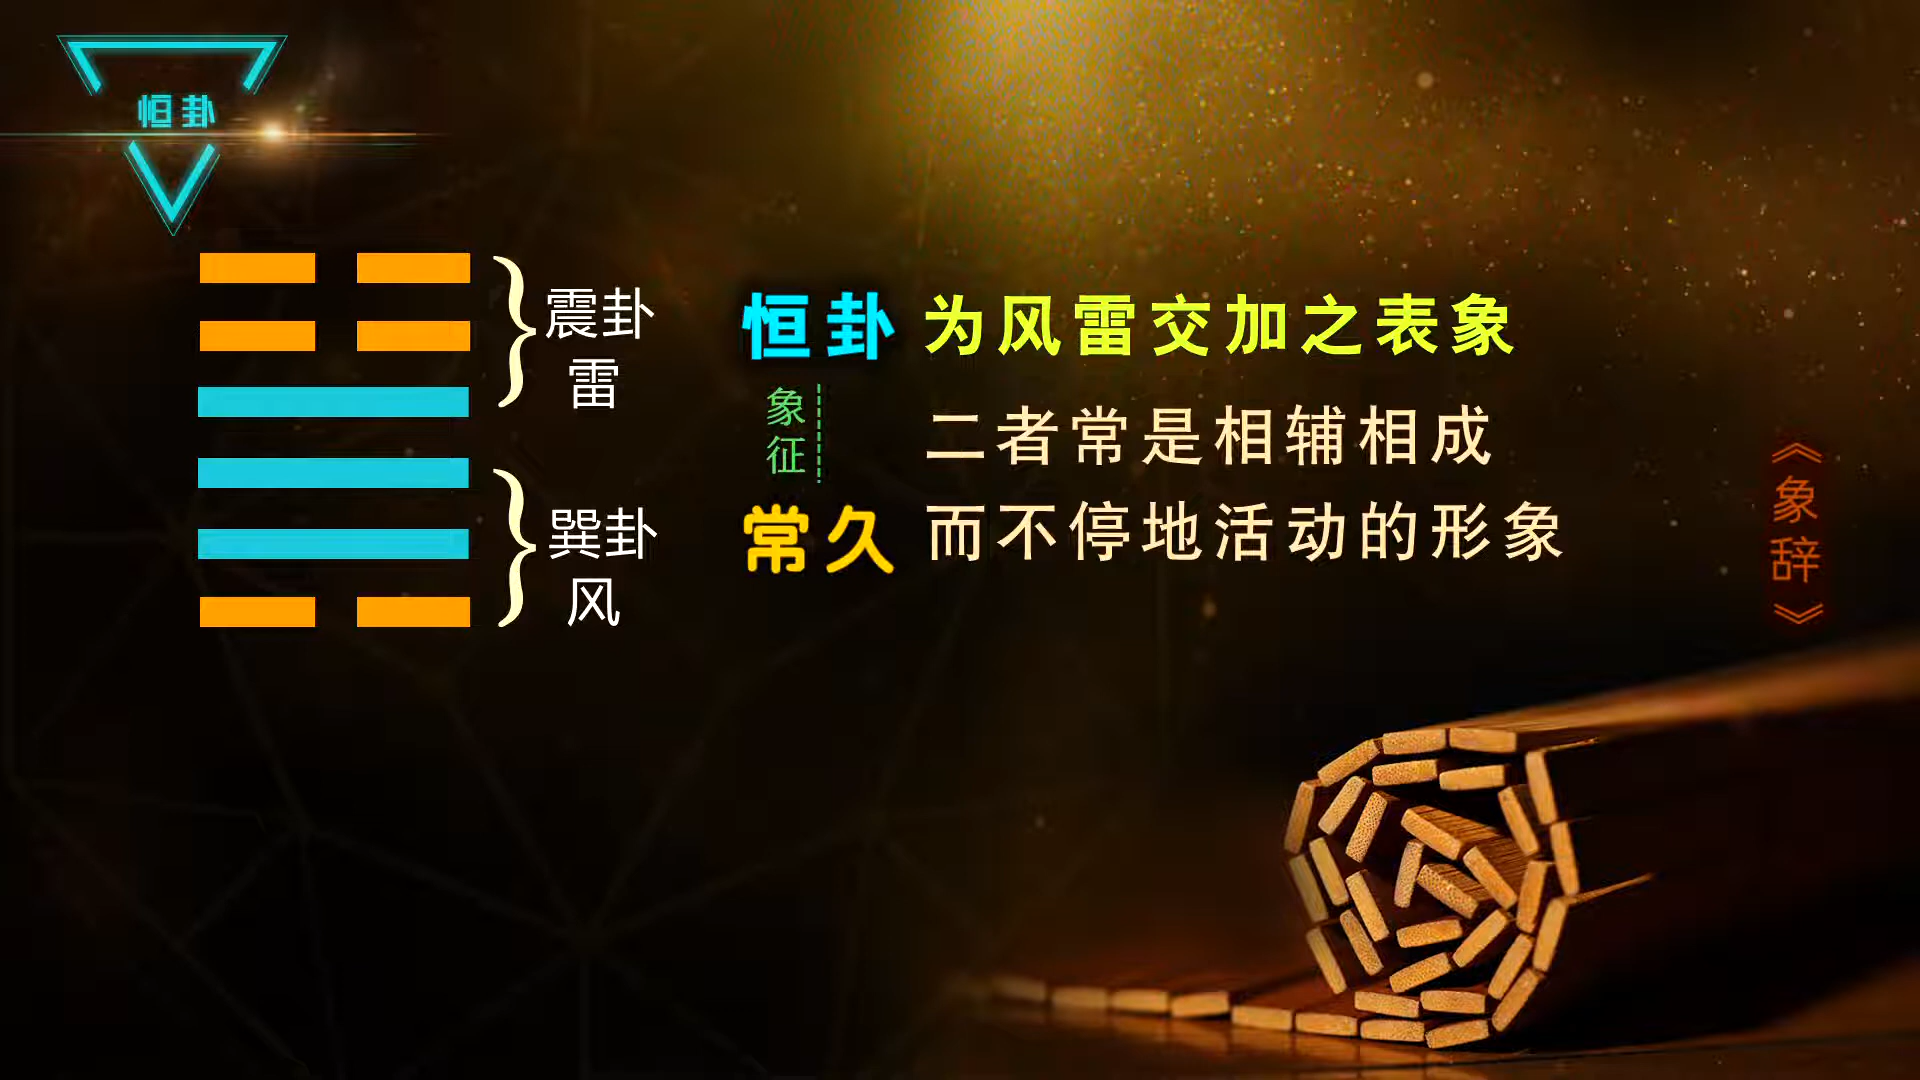 恒卦
震卦
雷
巽卦
风
恒卦 为风雷交加之表象
象征
二者常是相辅相成
常久 而不停地活动的形象
《象辞》